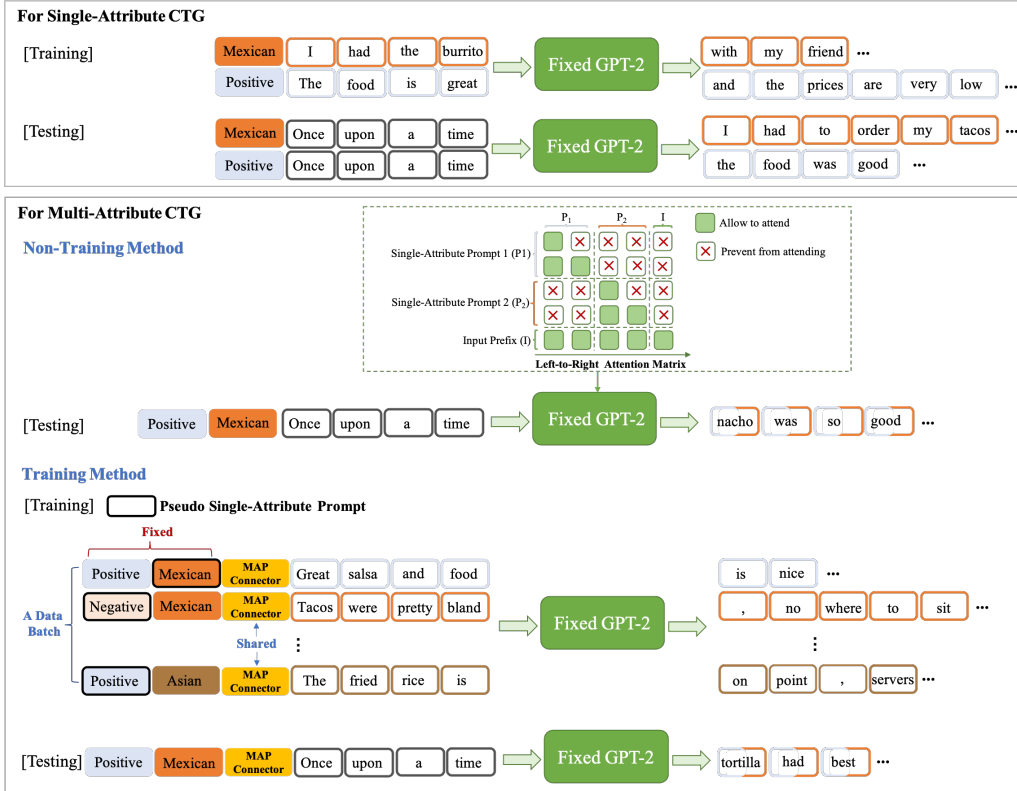 For Single-Attribute CTG
[Training]
Mexican I had the burrito
Positive The food is great
Fixed GPT-2
with my friend ...
and the prices are very low ...
[Testing]
Mexican Once upon a time
Positive Once upon a time
Fixed GPT-2
I had to order my tacos ...
the food was good ...
For Multi-Attribute CTG
Non-Training Method
P1 P2 I
Single-Attribute Prompt 1 (P1)
Single-Attribute Prompt 2 (P2)
Input Prefix (I)
Left-to-Right Attention Matrix
Allow to attend
Prevent from attending
[Testing] Positive Mexican Once upon a time
Fixed GPT-2
nacho was so good ...
Training Method
[Training] Pseudo Single-Attribute Prompt
Fixed
A Data
Batch
Positive Mexican MAP Connector Great salsa and food
Negative Mexican MAP Connector Tacos were pretty bland
Shared
⋮
Positive Asian MAP Connector The fried rice is
Fixed GPT-2
is nice ...
, no where to sit ...
⋮
on point , servers ...
[Testing] Positive Mexican MAP Connector Once upon a time
Fixed GPT-2
tortilla had best ...